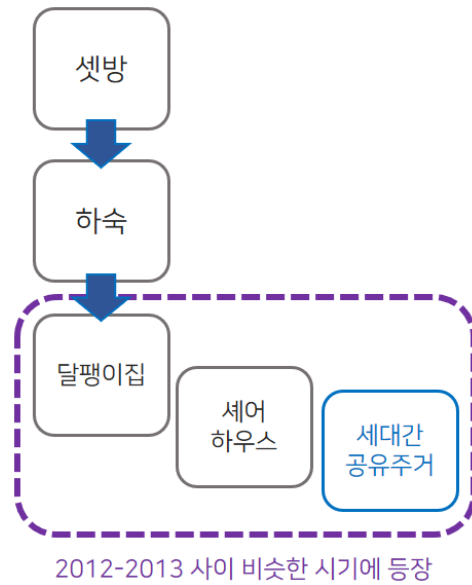 셋방
하숙
달팽이집
셰어
하우스
세대간
공유주거
2012-2013 사이 비슷한 시기에 등장